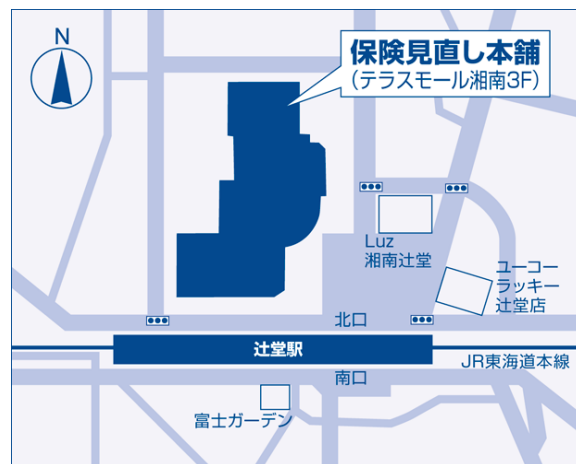 N
保険見直し本舗
(テラスモール湘南3F)
Luz
湘南辻堂
ユーコー
ラッキー
辻堂店
北口
辻堂駅
JR東海道本線
南口
富士ガーデン